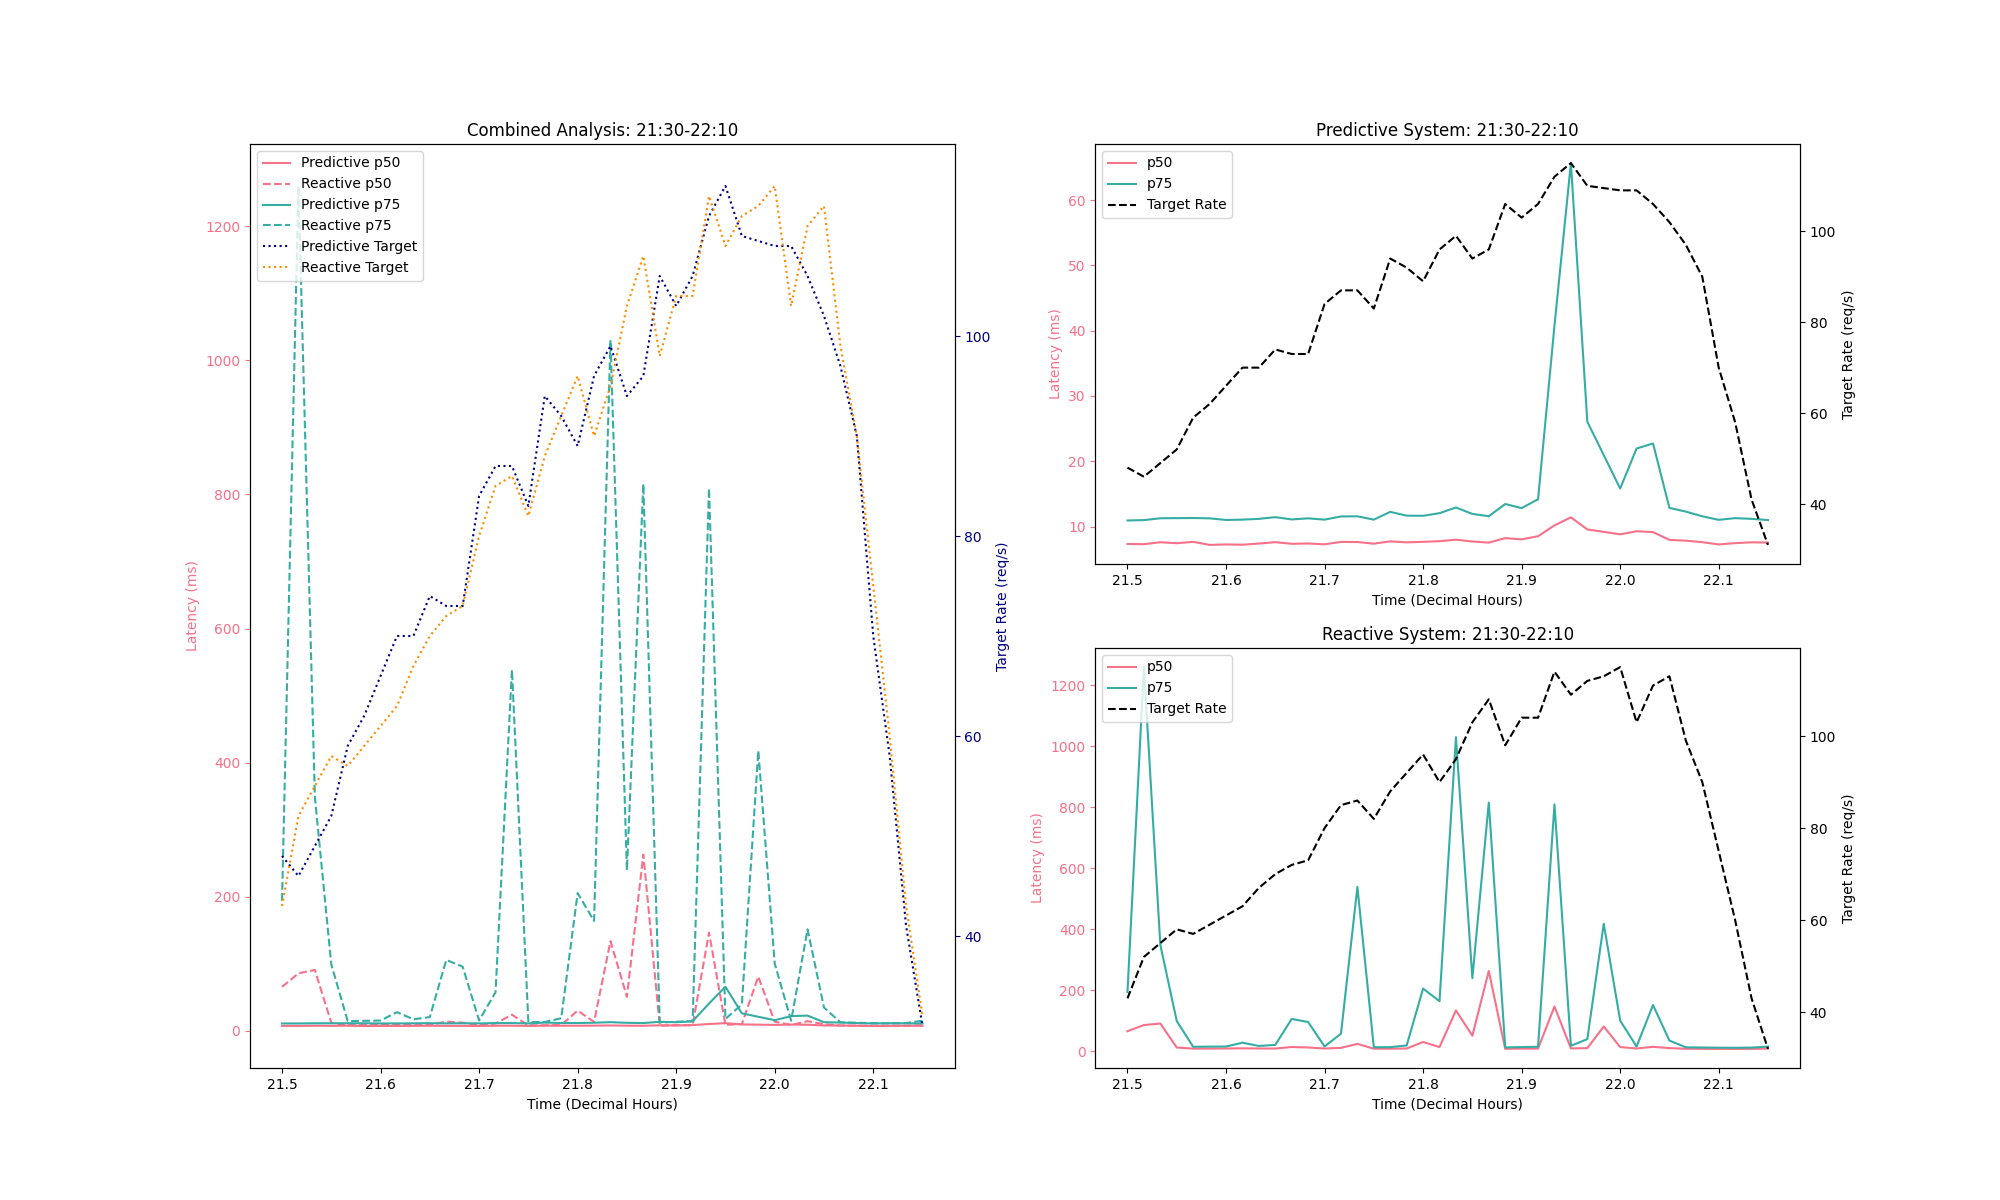 Combined Analysis: 21:30-22:10
Predictive p50
Reactive p50
Predictive p75
Reactive p75
Predictive Target
Reactive Target
1200
1000
800
600
400
200
0
Latency (ms)
100
80
60
40
Target Rate (req/s)
21.5 21.6 21.7 21.8 21.9 22.0 22.1
Time (Decimal Hours)
Predictive System: 21:30-22:10
p50
p75
Target Rate
60
50
40
30
20
10
Latency (ms)
100
80
60
40
Target Rate (req/s)
21.5 21.6 21.7 21.8 21.9 22.0 22.1
Time (Decimal Hours)
Reactive System: 21:30-22:10
p50
p75
Target Rate
1200
1000
800
600
400
200
0
Latency (ms)
100
80
60
40
Target Rate (req/s)
21.5 21.6 21.7 21.8 21.9 22.0 22.1
Time (Decimal Hours)